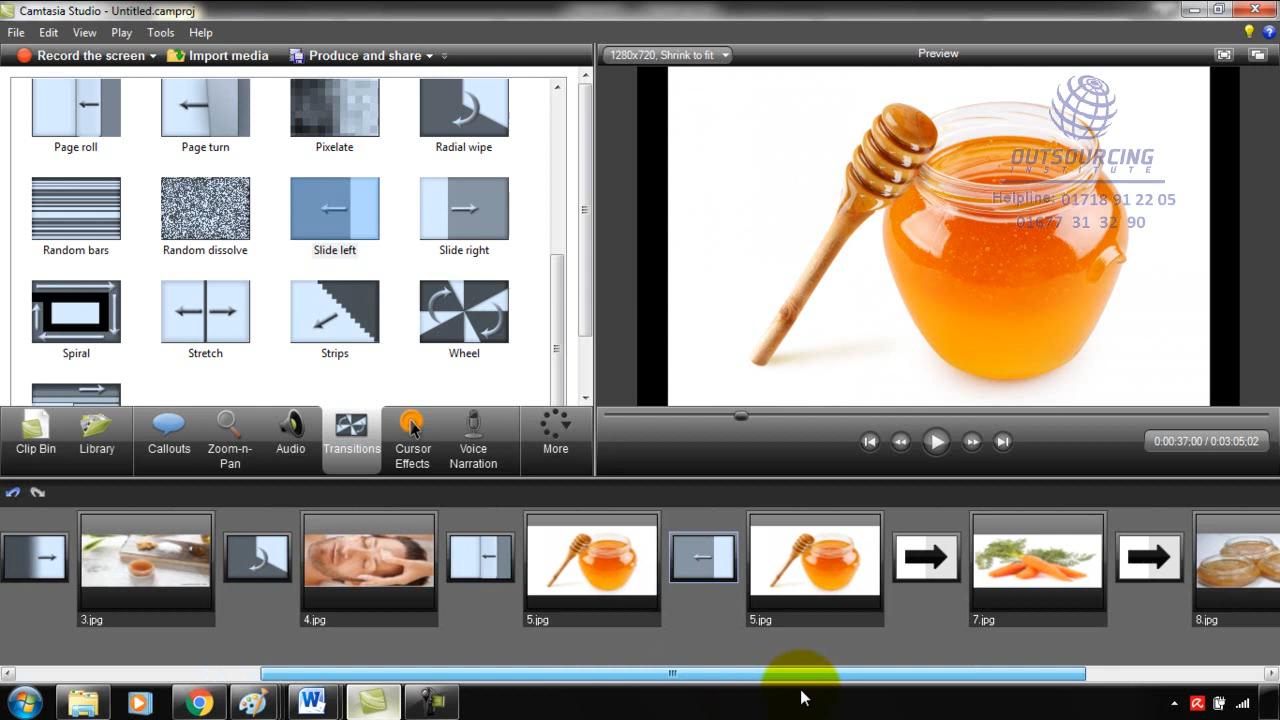 Camtasia Studio - Untitled.camproj
File Edit View Play Tools Help
Record the screen Import media Produce and share
1280x720, Shrink to fit
Preview
Page roll Page turn Pixelate Radial wipe
Random bars Random dissolve Slide left Slide right
Spiral Stretch Strips Wheel
OUTSOURCING
INSTITUTE
Helpline: 01718 91 22 05
01677 31 32 90
Clip Bin Library Callouts Zoom-n-Pan Audio Transitions Cursor Effects Voice Narration More
0:00:37;00 / 0:03:05;02
3.jpg 4.jpg 5.jpg 5.jpg 7.jpg 8.jpg